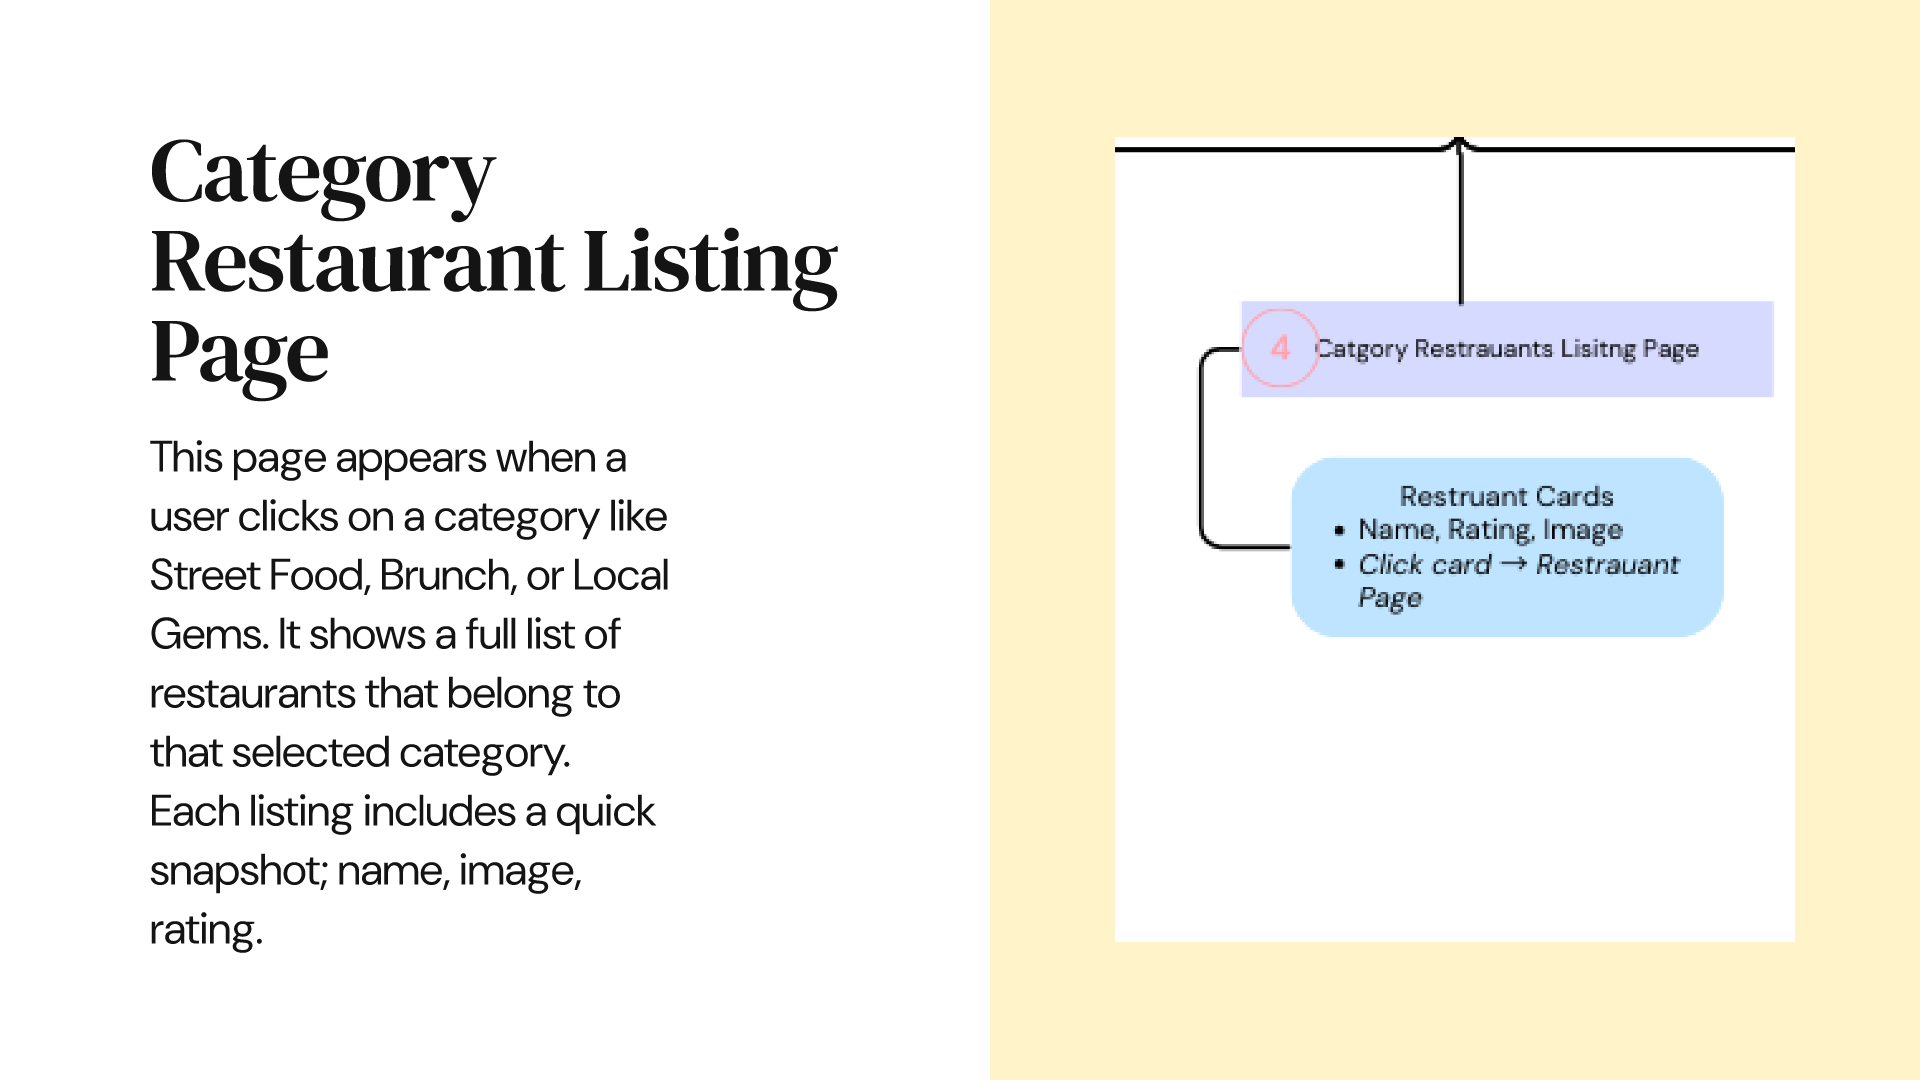 Category
Restaurant Listing
Page
This page appears when a
user clicks on a category like
Street Food, Brunch, or Local
Gems. It shows a full list of
restaurants that belong to
that selected category.
Each listing includes a quick
snapshot; name, image,
rating.
4 Catgory Restrauants Lisitng Page
Restruant Cards
• Name, Rating, Image
• Click card → Restrauant
Page